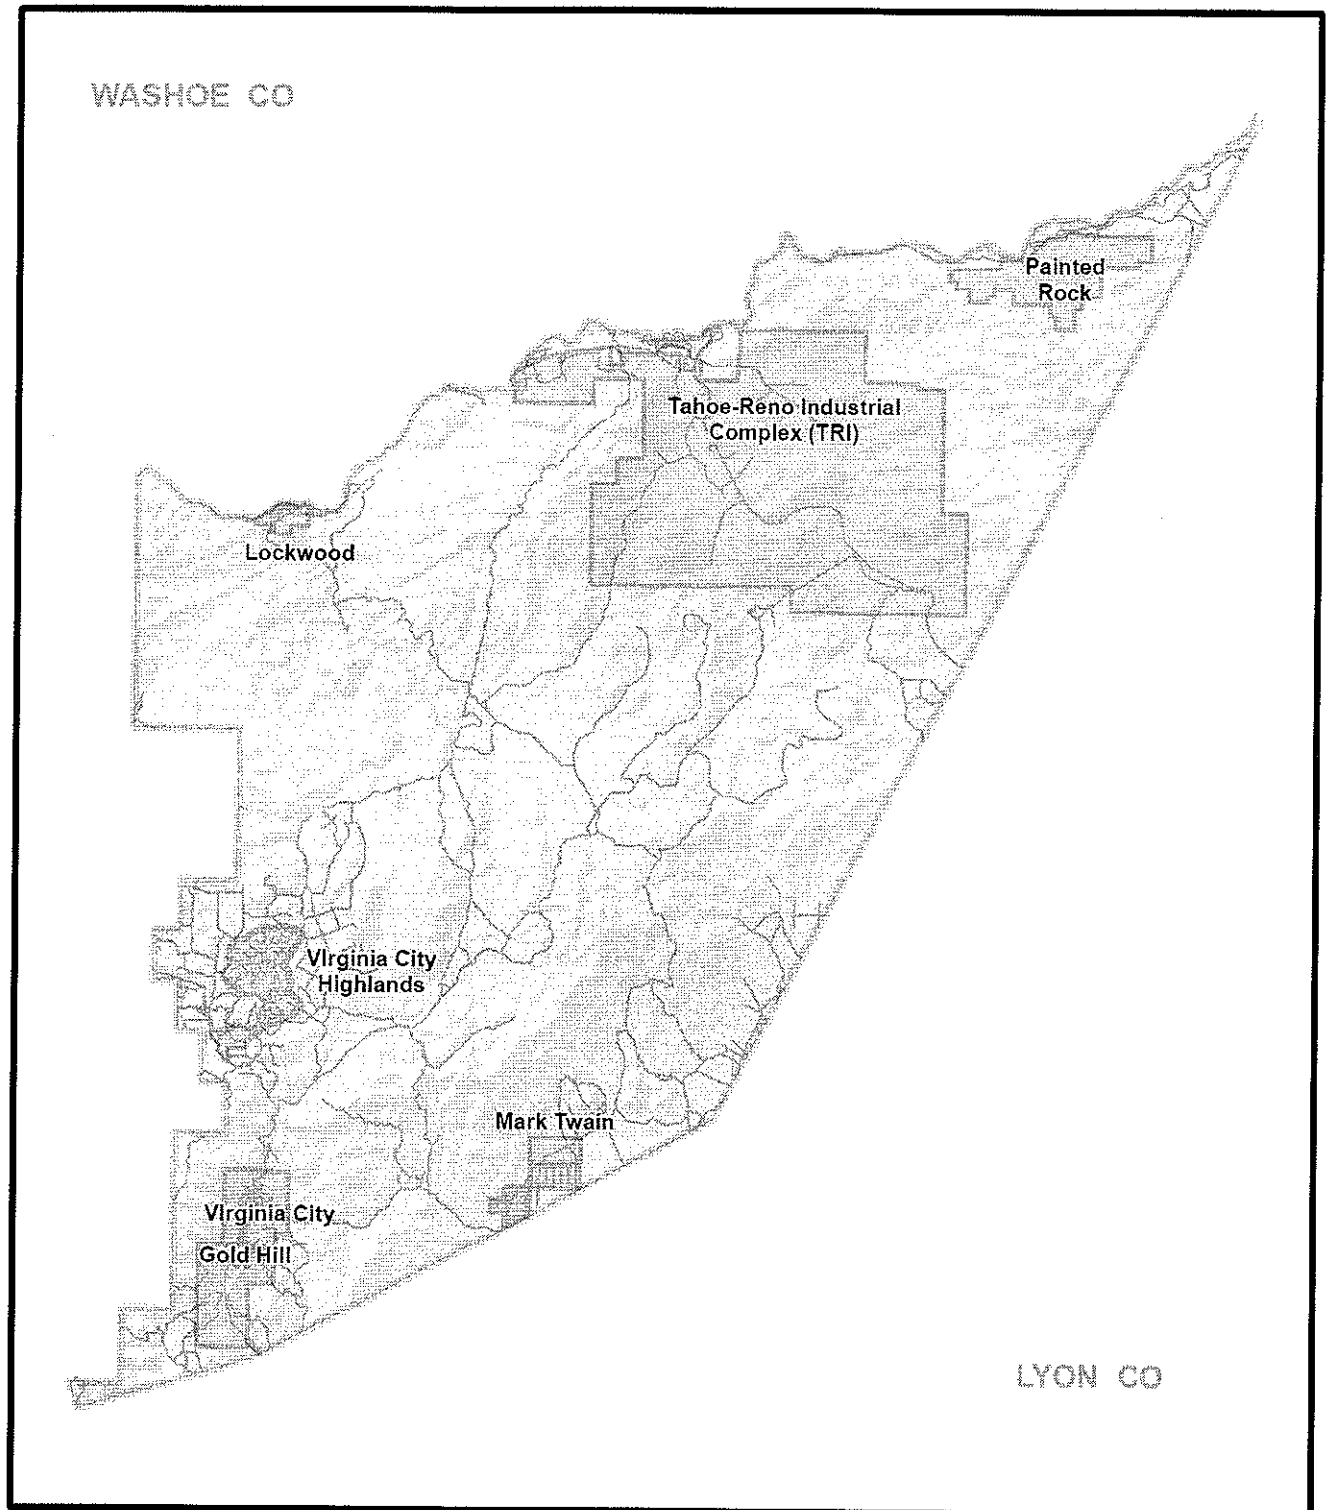 WASHOE CO
Painted
Rock
Tahoe-Reno Industrial
Complex (TRI)
Lockwood
Virginia City
Highlands
Mark Twain
Virginia City
Gold Hill
LYON CO